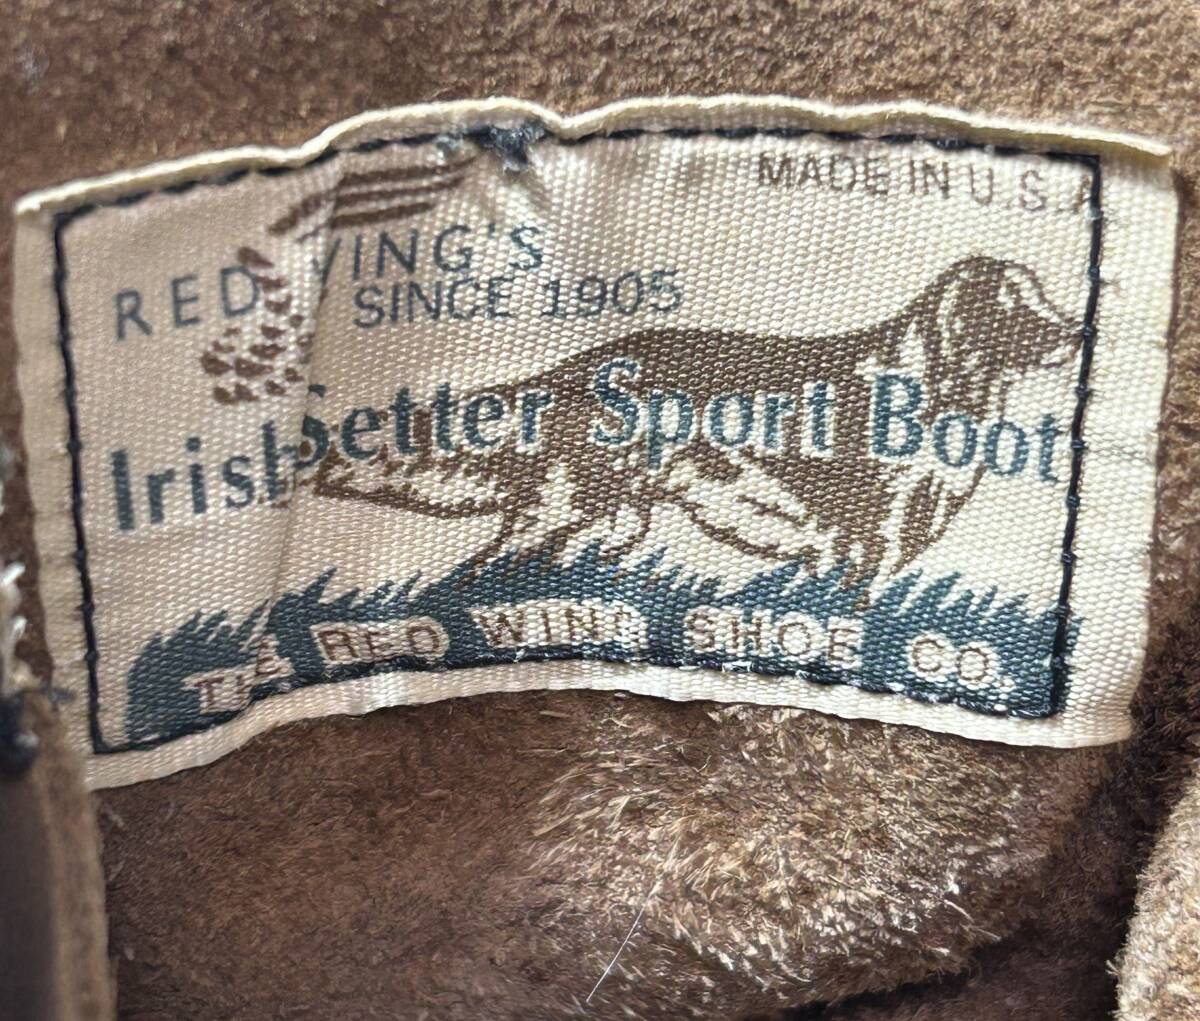 MADE IN U.S.A
RED WING'S
SINCE 1905
Irish Setter Sport Boot
THE RED WING SHOE CO.